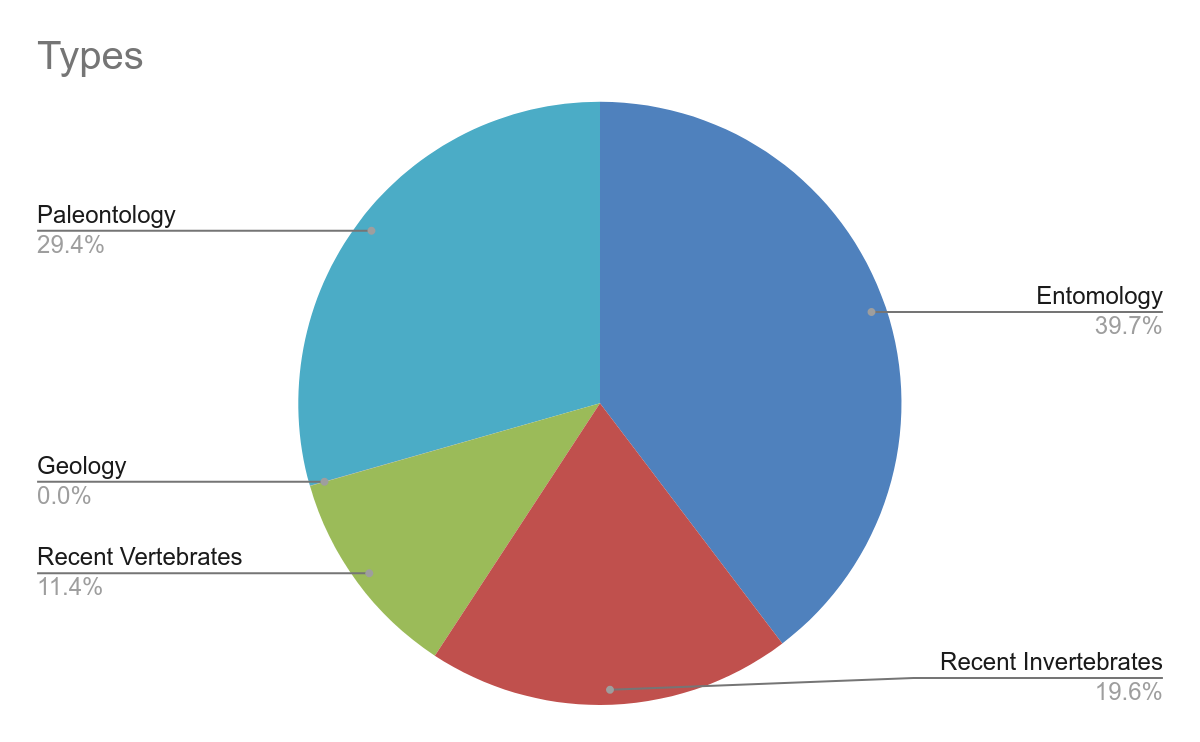 Types
Paleontology
29.4%
Entomology
39.7%
Geology
0.0%
Recent Vertebrates
11.4%
Recent Invertebrates
19.6%